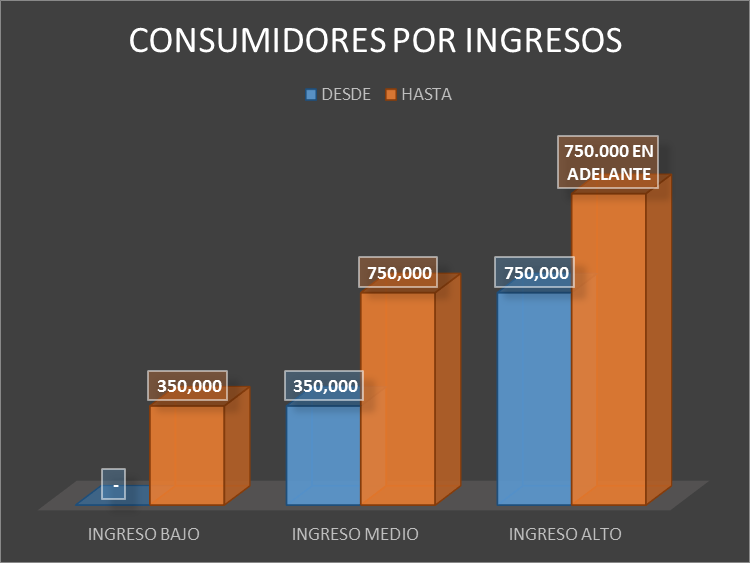 CONSUMIDORES POR INGRESOS
DESDE HASTA
750.000 EN
ADELANTE
750,000 750,000
350,000 350,000
-
INGRESO BAJO INGRESO MEDIO INGRESO ALTO